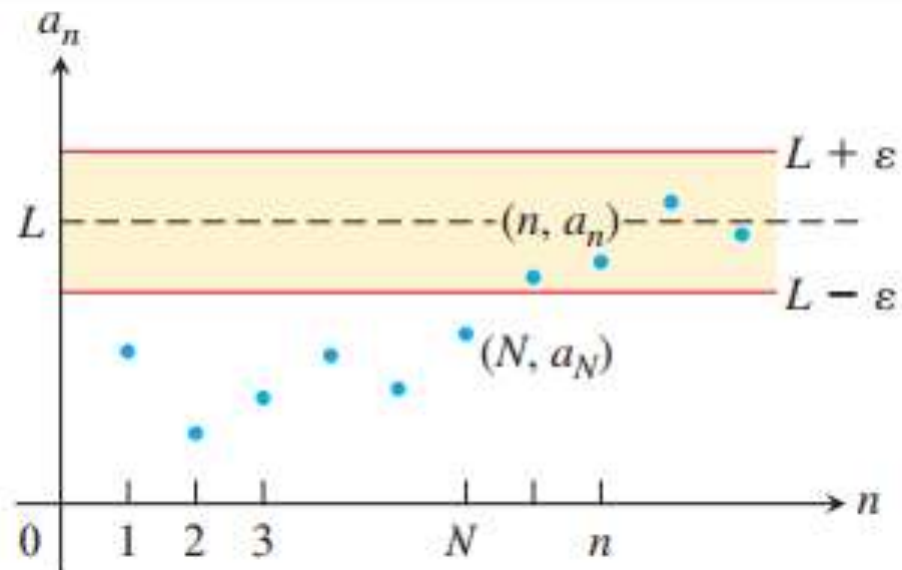 aₙ
L + ε
L
(n, aₙ)
L − ε
(N, a_N)
0 1 2 3 N n
n